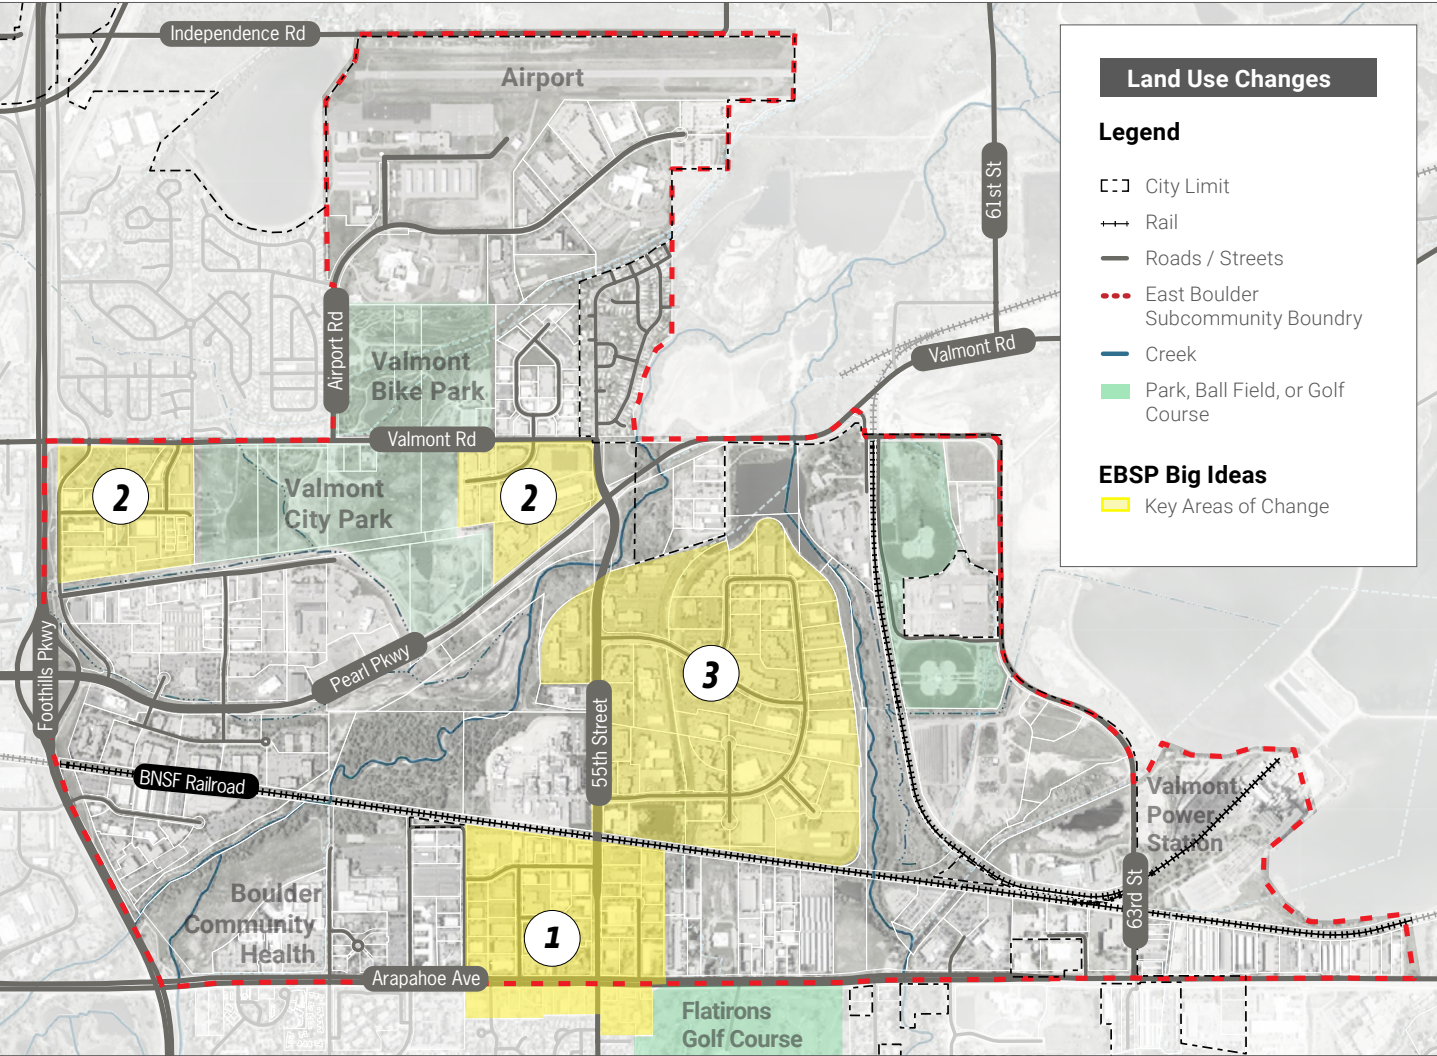 Independence Rd
Airport
61st St
Land Use Changes
Legend
City Limit
Rail
Roads / Streets
East Boulder
Subcommunity Boundry
Creek
Park, Ball Field, or Golf
Course
EBSP Big Ideas
Key Areas of Change
Airport Rd
Valmont
Bike Park
Valmont Rd
Valmont Rd
2
Valmont
City Park
2
Foothills Pkwy
Pearl Pkwy
3
55th Street
BNSF Railroad
Valmont
Power
Station
63rd St
Boulder
Community
Health
1
Arapahoe Ave
Flatirons
Golf Course